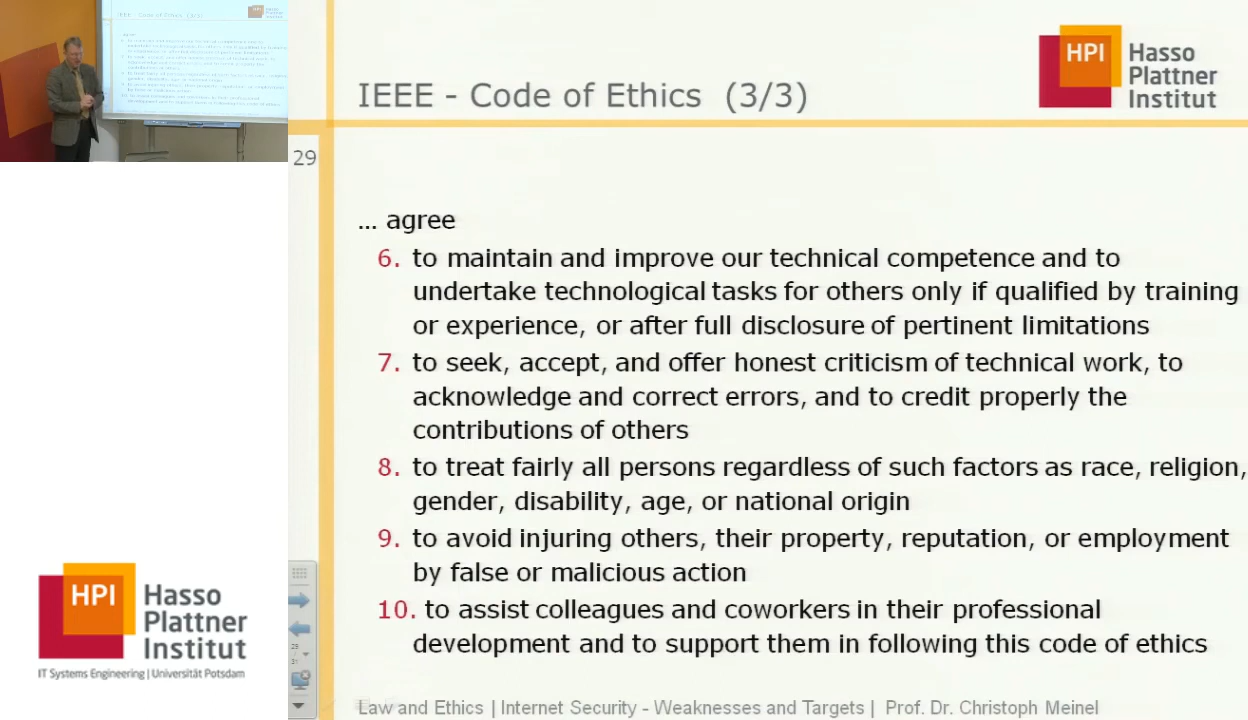 IEEE - Code of Ethics (3/3)
HPI Hasso
Plattner
Institut
IEEE - Code of Ethics (3/3)
29
... agree
6. to maintain and improve our technical competence and to
undertake technological tasks for others only if qualified by training
or experience, or after full disclosure of pertinent limitations
7. to seek, accept, and offer honest criticism of technical work, to
acknowledge and correct errors, and to credit properly the
contributions of others
8. to treat fairly all persons regardless of such factors as race, religion,
gender, disability, age, or national origin
9. to avoid injuring others, their property, reputation, or employment
by false or malicious action
10. to assist colleagues and coworkers in their professional
development and to support them in following this code of ethics
HPI Hasso
Plattner
Institut
IT Systems Engineering | Universität Potsdam
Law and Ethics | Internet Security - Weaknesses and Targets | Prof. Dr. Christoph Meinel